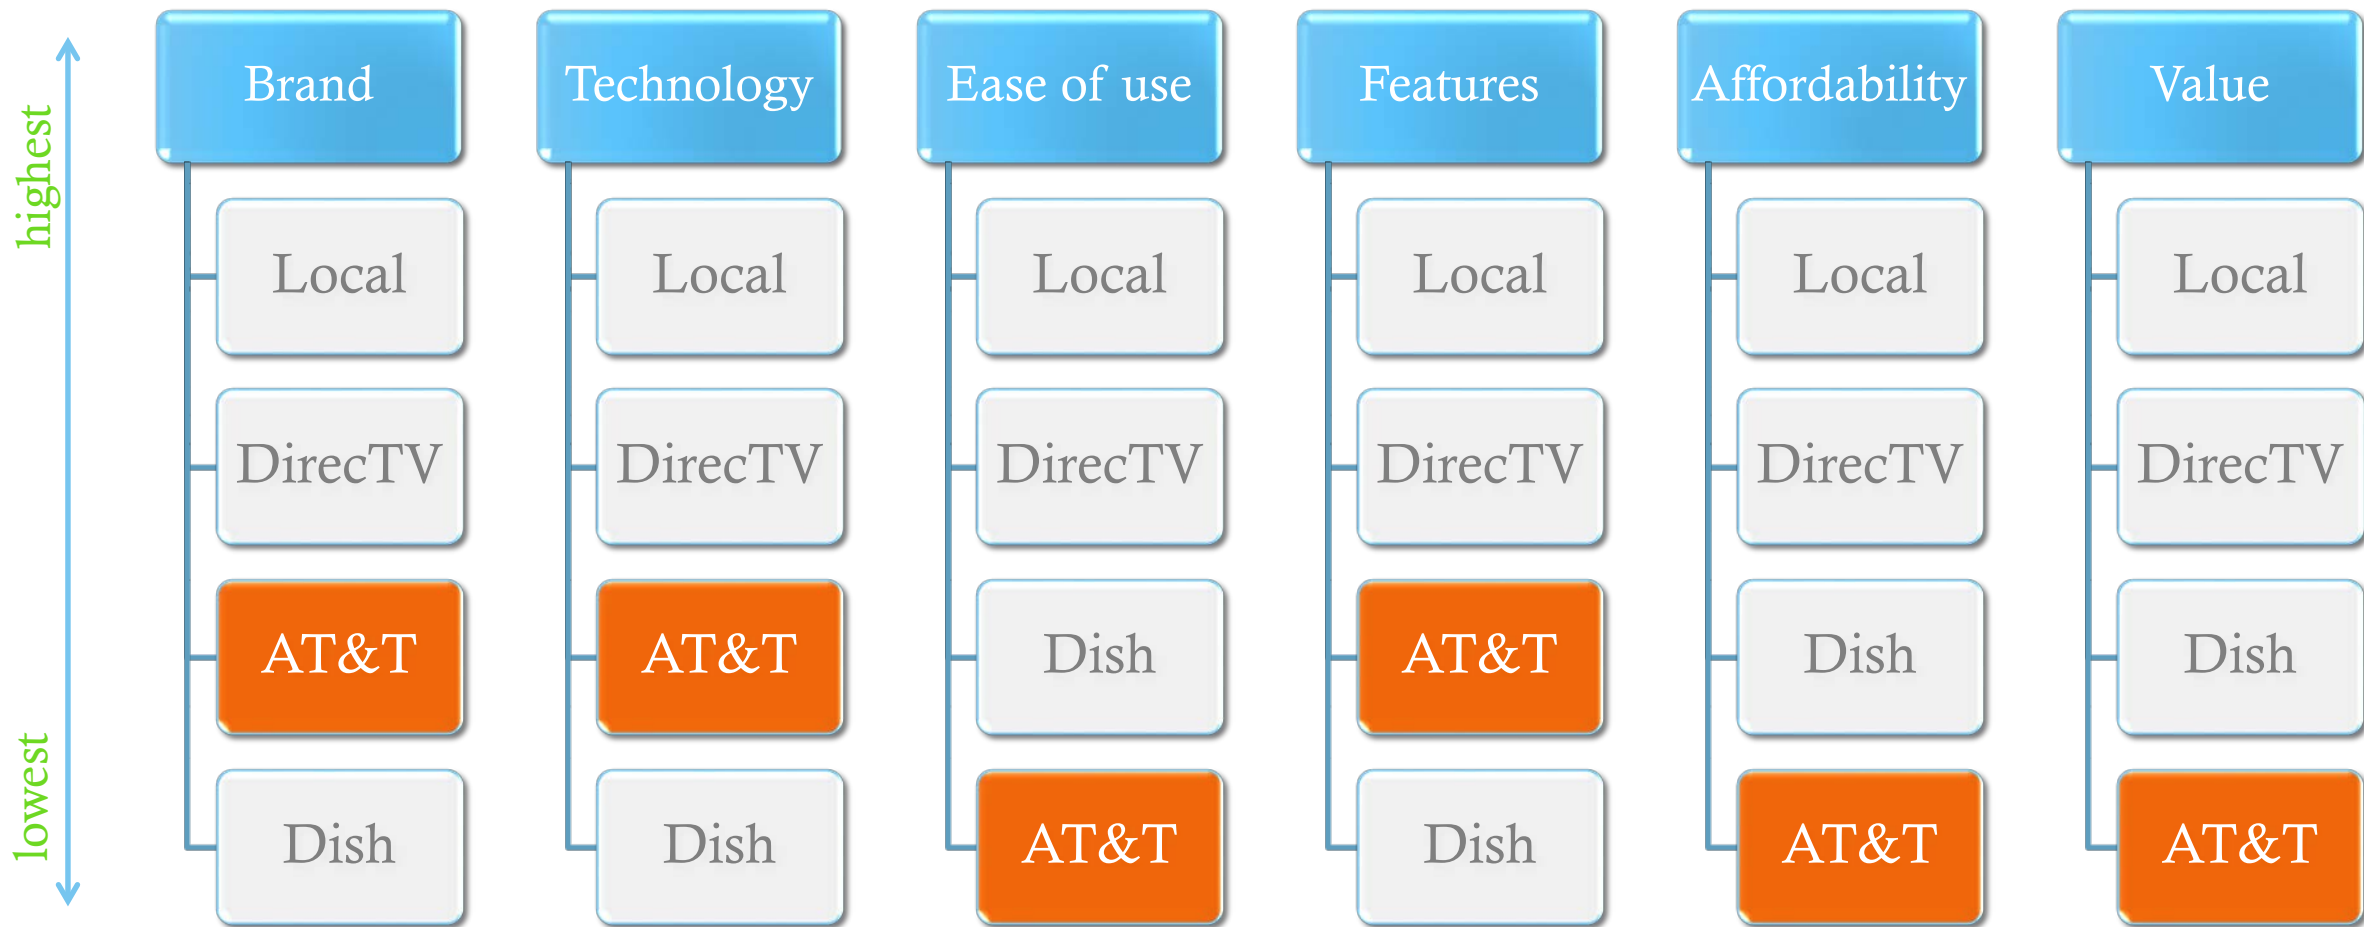 highest
lowest
Brand
Local
DirecTV
AT&T
Dish
Technology
Local
DirecTV
AT&T
Dish
Ease of use
Local
DirecTV
Dish
AT&T
Features
Local
DirecTV
AT&T
Dish
Affordability
Local
DirecTV
Dish
AT&T
Value
Local
DirecTV
Dish
AT&T